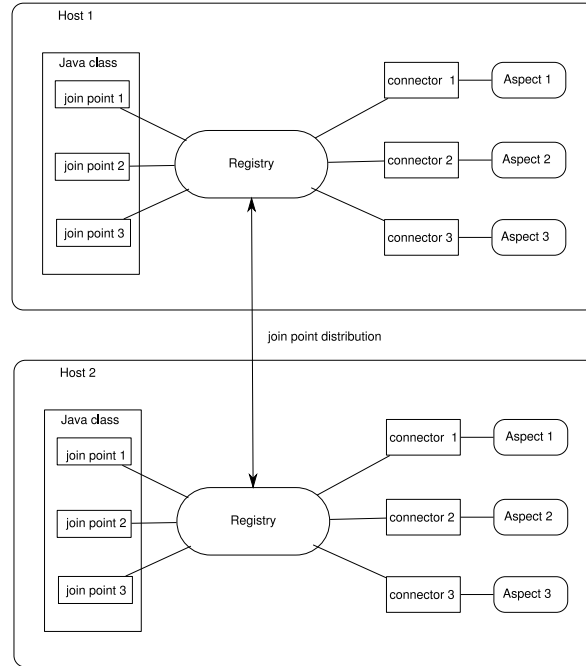 Host 1
Java class
join point 1
join point 2
join point 3
Registry
connector 1
connector 2
connector 3
Aspect 1
Aspect 2
Aspect 3
join point distribution
Host 2
Java class
join point 1
join point 2
join point 3
Registry
connector 1
connector 2
connector 3
Aspect 1
Aspect 2
Aspect 3